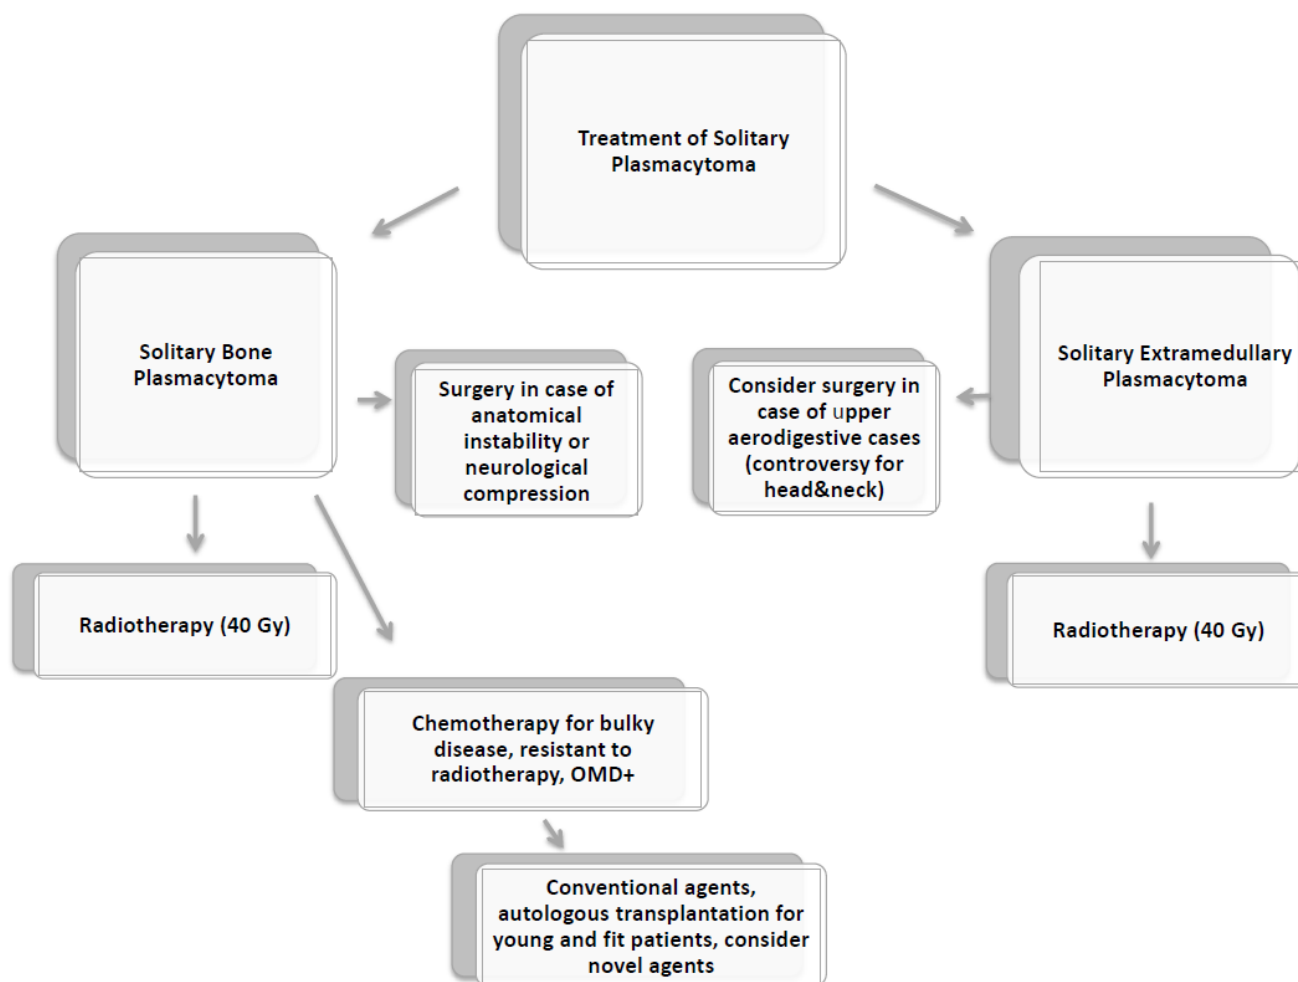 Treatment of Solitary
Plasmacytoma
Solitary Bone
Plasmacytoma
Surgery in case of
anatomical
instability or
neurological
compression
Consider surgery in
case of upper
aerodigestive cases
(controversy for
head&neck)
Solitary Extramedullary
Plasmacytoma
Radiotherapy (40 Gy)
Radiotherapy (40 Gy)
Chemotherapy for bulky
disease, resistant to
radiotherapy, OMD+
Conventional agents,
autologous transplantation for
young and fit patients, consider
novel agents